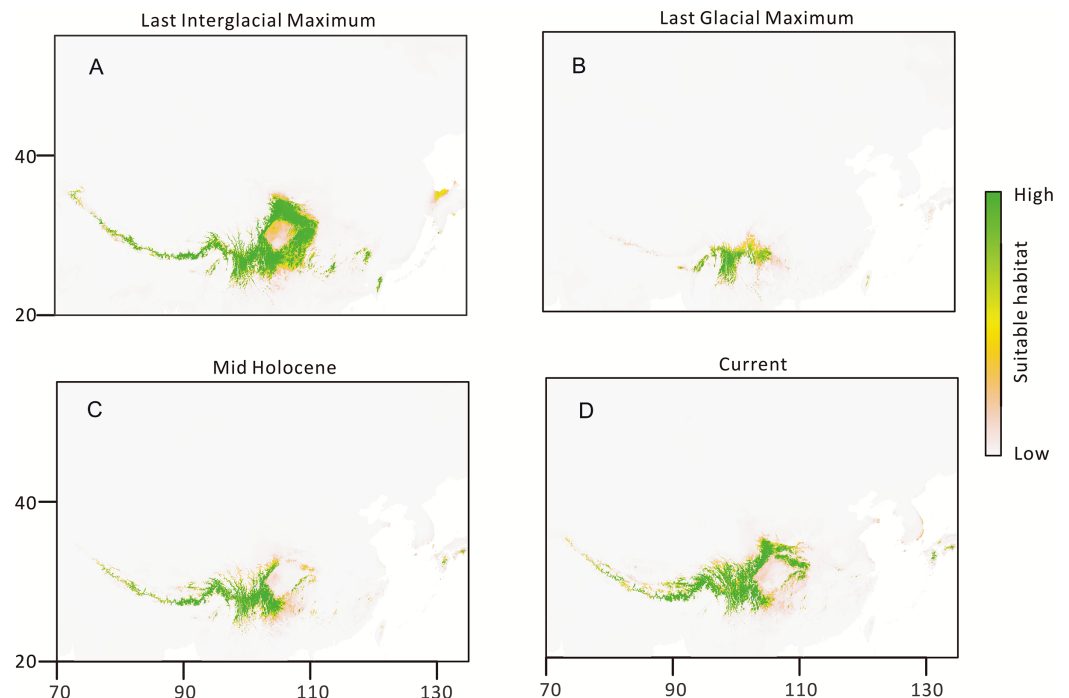 Last Interglacial Maximum
Last Glacial Maximum
A
B
40
20
High
Suitable habitat
Low
Mid Holocene
Current
C
D
40
20
70
90
110
130
70
90
110
130